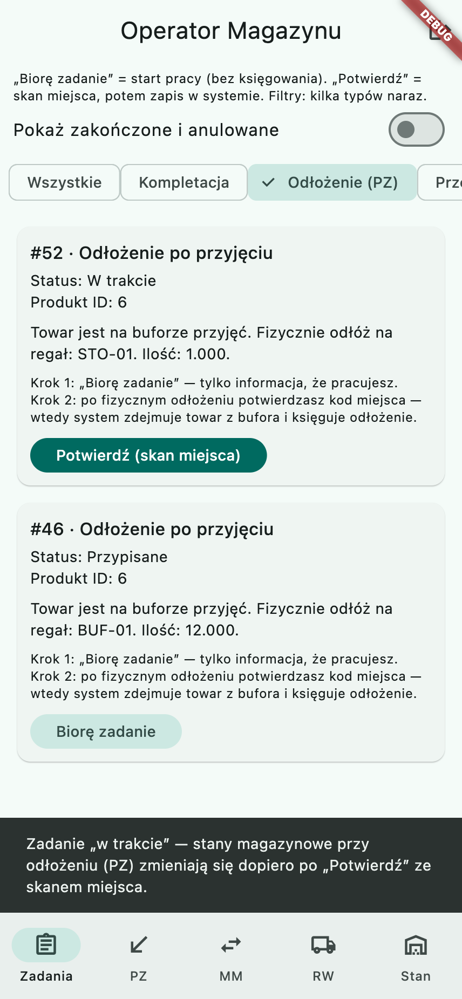 Operator Magazynu
DEBUG
„Biorę zadanie” = start pracy (bez księgowania). „Potwierdź” =
skan miejsca, potem zapis w systemie. Filtry: kilka typów naraz.
Pokaż zakończone i anulowane
Wszystkie
Kompletacja
Odłożenie (PZ)
Prze
#52 · Odłożenie po przyjęciu
Status: W trakcie
Produkt ID: 6
Towar jest na buforze przyjęć. Fizycznie odłóż na
regał: STO-01. Ilość: 1.000.
Krok 1: „Biorę zadanie” — tylko informacja, że pracujesz.
Krok 2: po fizycznym odłożeniu potwierdzasz kod miejsca —
wtedy system zdejmuje towar z bufora i księguje odłożenie.
Potwierdź (skan miejsca)
#46 · Odłożenie po przyjęciu
Status: Przypisane
Produkt ID: 6
Towar jest na buforze przyjęć. Fizycznie odłóż na
regał: BUF-01. Ilość: 12.000.
Krok 1: „Biorę zadanie” — tylko informacja, że pracujesz.
Krok 2: po fizycznym odłożeniu potwierdzasz kod miejsca —
wtedy system zdejmuje towar z bufora i księguje odłożenie.
Biorę zadanie
Zadanie „w trakcie” — stany magazynowe przy
odłożeniu (PZ) zmieniają się dopiero po „Potwierdź” ze
skanem miejsca.
Zadania
PZ
MM
RW
Stan